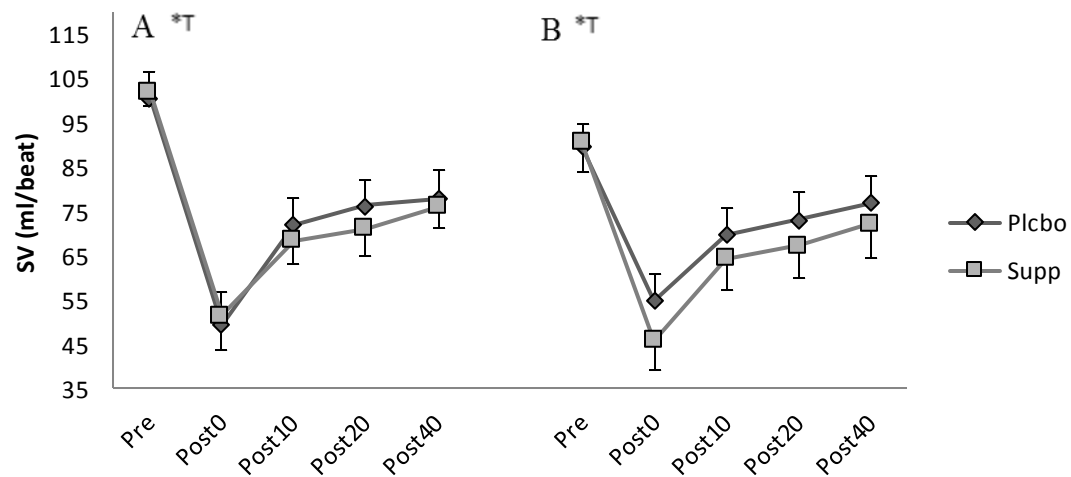 A *T
B *T
115
105
95
85
75
65
55
45
35
SV (ml/beat)
Pre
Post0
Post10
Post20
Post40
Pre
Post0
Post10
Post20
Post40
Plcbo
Supp